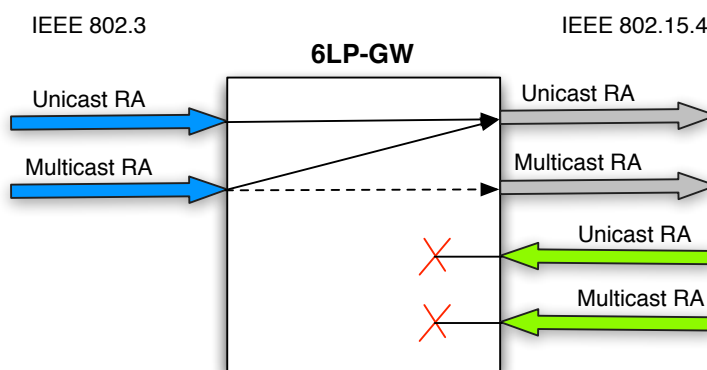 IEEE 802.3
IEEE 802.15.4
6LP-GW
Unicast RA
Unicast RA
Multicast RA
Multicast RA
Unicast RA
Multicast RA